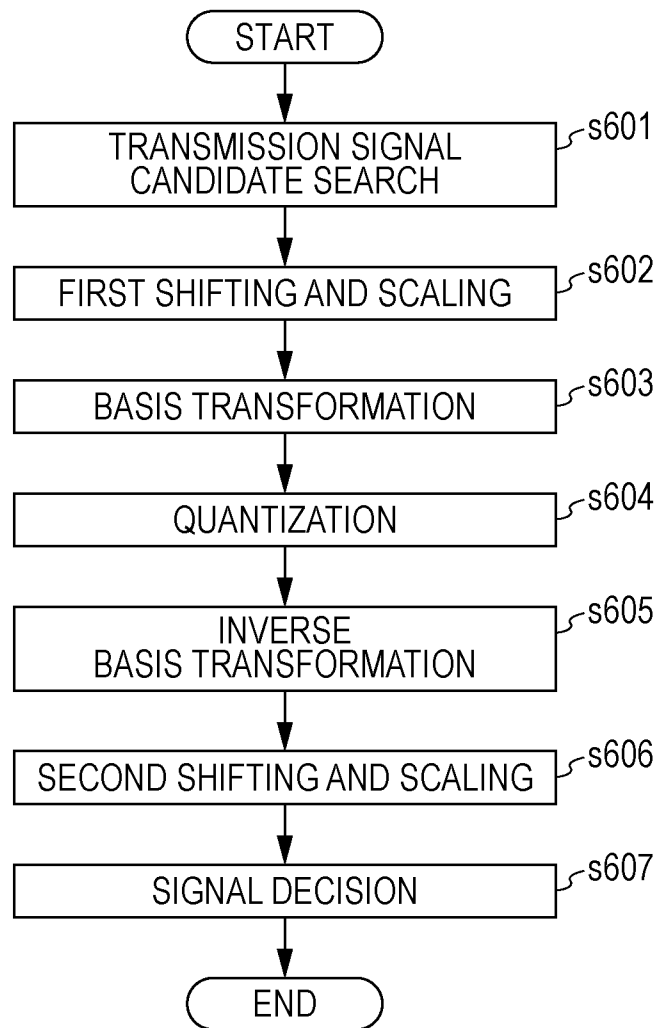 START
TRANSMISSION SIGNAL
CANDIDATE SEARCH
s601
FIRST SHIFTING AND SCALING
s602
BASIS TRANSFORMATION
s603
QUANTIZATION
s604
INVERSE
BASIS TRANSFORMATION
s605
SECOND SHIFTING AND SCALING
s606
SIGNAL DECISION
s607
END